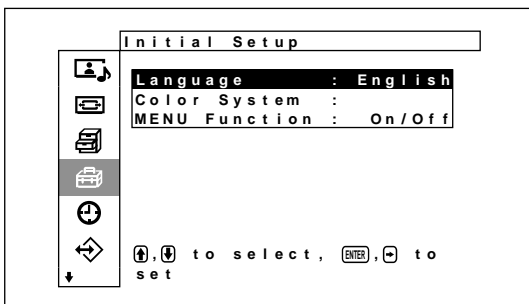 Initial Setup
Language : English
Color System :
MENU Function : On/Off
↑, ↓ to select, ENTER, → to
set